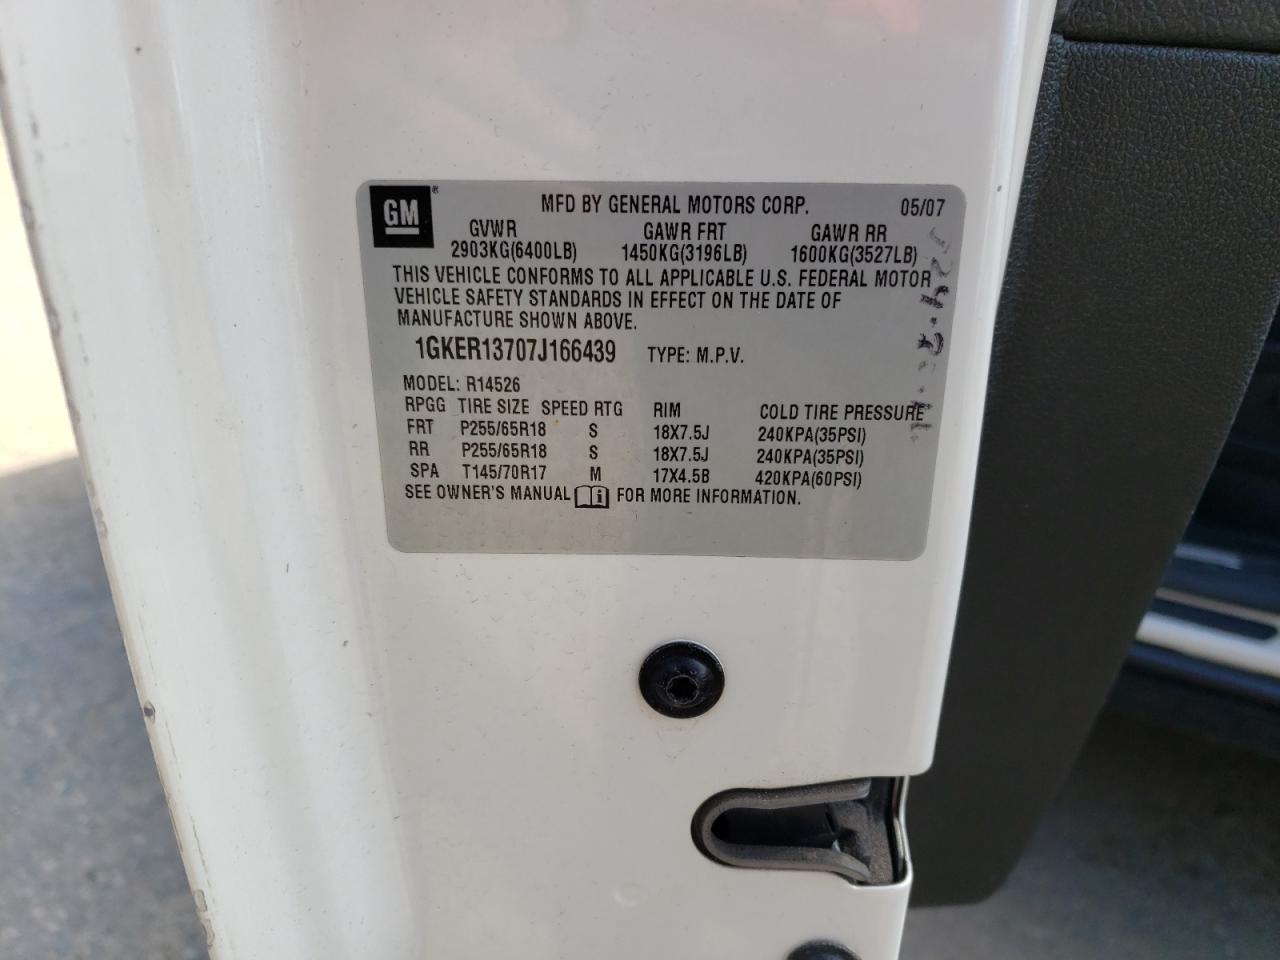 GM®
MFD BY GENERAL MOTORS CORP. 05/07
GVWR GAWR FRT GAWR RR
2903KG(6400LB) 1450KG(3196LB) 1600KG(3527LB)
THIS VEHICLE CONFORMS TO ALL APPLICABLE U.S. FEDERAL MOTOR
VEHICLE SAFETY STANDARDS IN EFFECT ON THE DATE OF
MANUFACTURE SHOWN ABOVE.
1GKER13707J166439 TYPE: M.P.V.
MODEL: R14526
RPGG TIRE SIZE SPEED RTG RIM COLD TIRE PRESSURE
FRT P255/65R18 S 18X7.5J 240KPA(35PSI)
RR P255/65R18 S 18X7.5J 240KPA(35PSI)
SPA T145/70R17 M 17X4.5B 420KPA(60PSI)
SEE OWNER'S MANUAL FOR MORE INFORMATION.